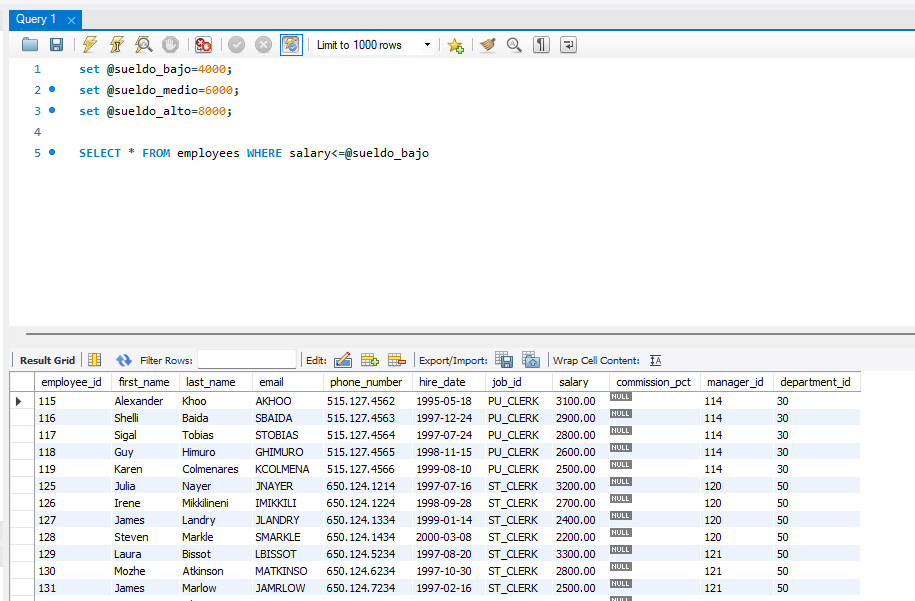 Query 1
Limit to 1000 rows
1 set @sueldo_bajo=4000;
2 set @sueldo_medio=6000;
3 set @sueldo_alto=8000;
4
5 SELECT * FROM employees WHERE salary<=@sueldo_bajo
Result Grid Filter Rows: Edit: Export/Import: Wrap Cell Content:
employee_id first_name last_name email phone_number hire_date job_id salary commission_pct manager_id department_id
115 Alexander Khoo AKHOO 515.127.4562 1995-05-18 PU_CLERK 3100.00 NULL 114 30
116 Shelli Baida SBAIDA 515.127.4563 1997-12-24 PU_CLERK 2900.00 NULL 114 30
117 Sigal Tobias STOBIAS 515.127.4564 1997-07-24 PU_CLERK 2800.00 NULL 114 30
118 Guy Himuro GHIMURO 515.127.4565 1998-11-15 PU_CLERK 2600.00 NULL 114 30
119 Karen Colmenares KCOLMENA 515.127.4566 1999-08-10 PU_CLERK 2500.00 NULL 114 30
125 Julia Nayer JNAYER 650.124.1214 1997-07-16 ST_CLERK 3200.00 NULL 120 50
126 Irene Mikkilineni IMIKKILI 650.124.1224 1998-09-28 ST_CLERK 2700.00 NULL 120 50
127 James Landry JLANDRY 650.124.1334 1999-01-14 ST_CLERK 2400.00 NULL 120 50
128 Steven Markle SMARKLE 650.124.1434 2000-03-08 ST_CLERK 2200.00 NULL 120 50
129 Laura Bissot LBISSOT 650.124.5234 1997-08-20 ST_CLERK 3300.00 NULL 121 50
130 Mozhe Atkinson MATKINSO 650.124.6234 1997-10-30 ST_CLERK 2800.00 NULL 121 50
131 James Marlow JAMRLOW 650.124.7234 1997-02-16 ST_CLERK 2500.00 NULL 121 50
NULL